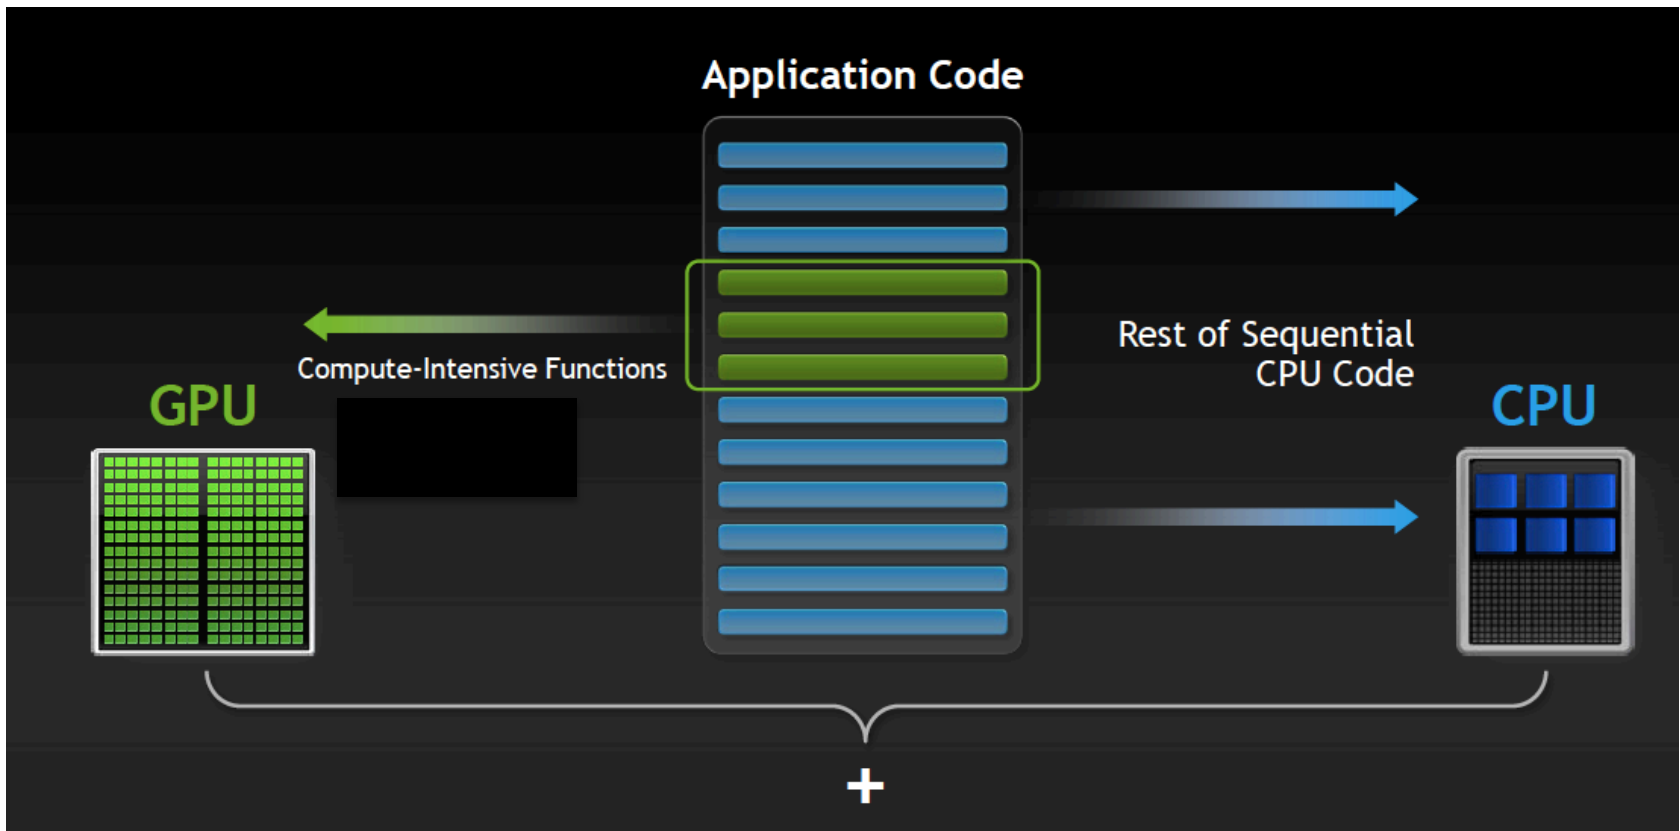 Application Code
Compute-Intensive Functions
GPU
Rest of Sequential
CPU Code
CPU
+